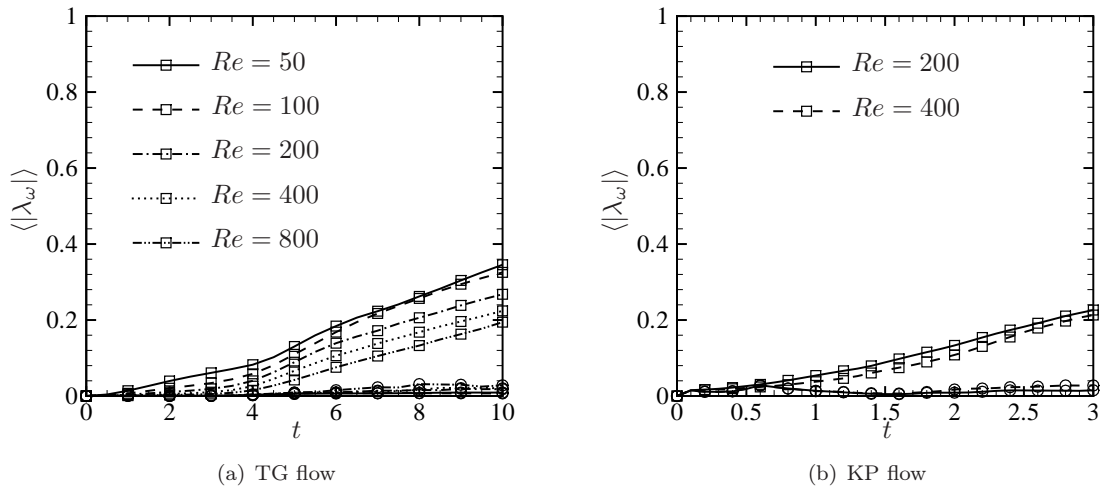 1
0.8
0.6
0.4
0.2
0
⟨|λ_ω|⟩
Re = 50
Re = 100
Re = 200
Re = 400
Re = 800
0 2 4 6 8 10
t
(a) TG flow
1
0.8
0.6
0.4
0.2
0
⟨|λ_ω|⟩
Re = 200
Re = 400
0 0.5 1 1.5 2 2.5 3
t
(b) KP flow